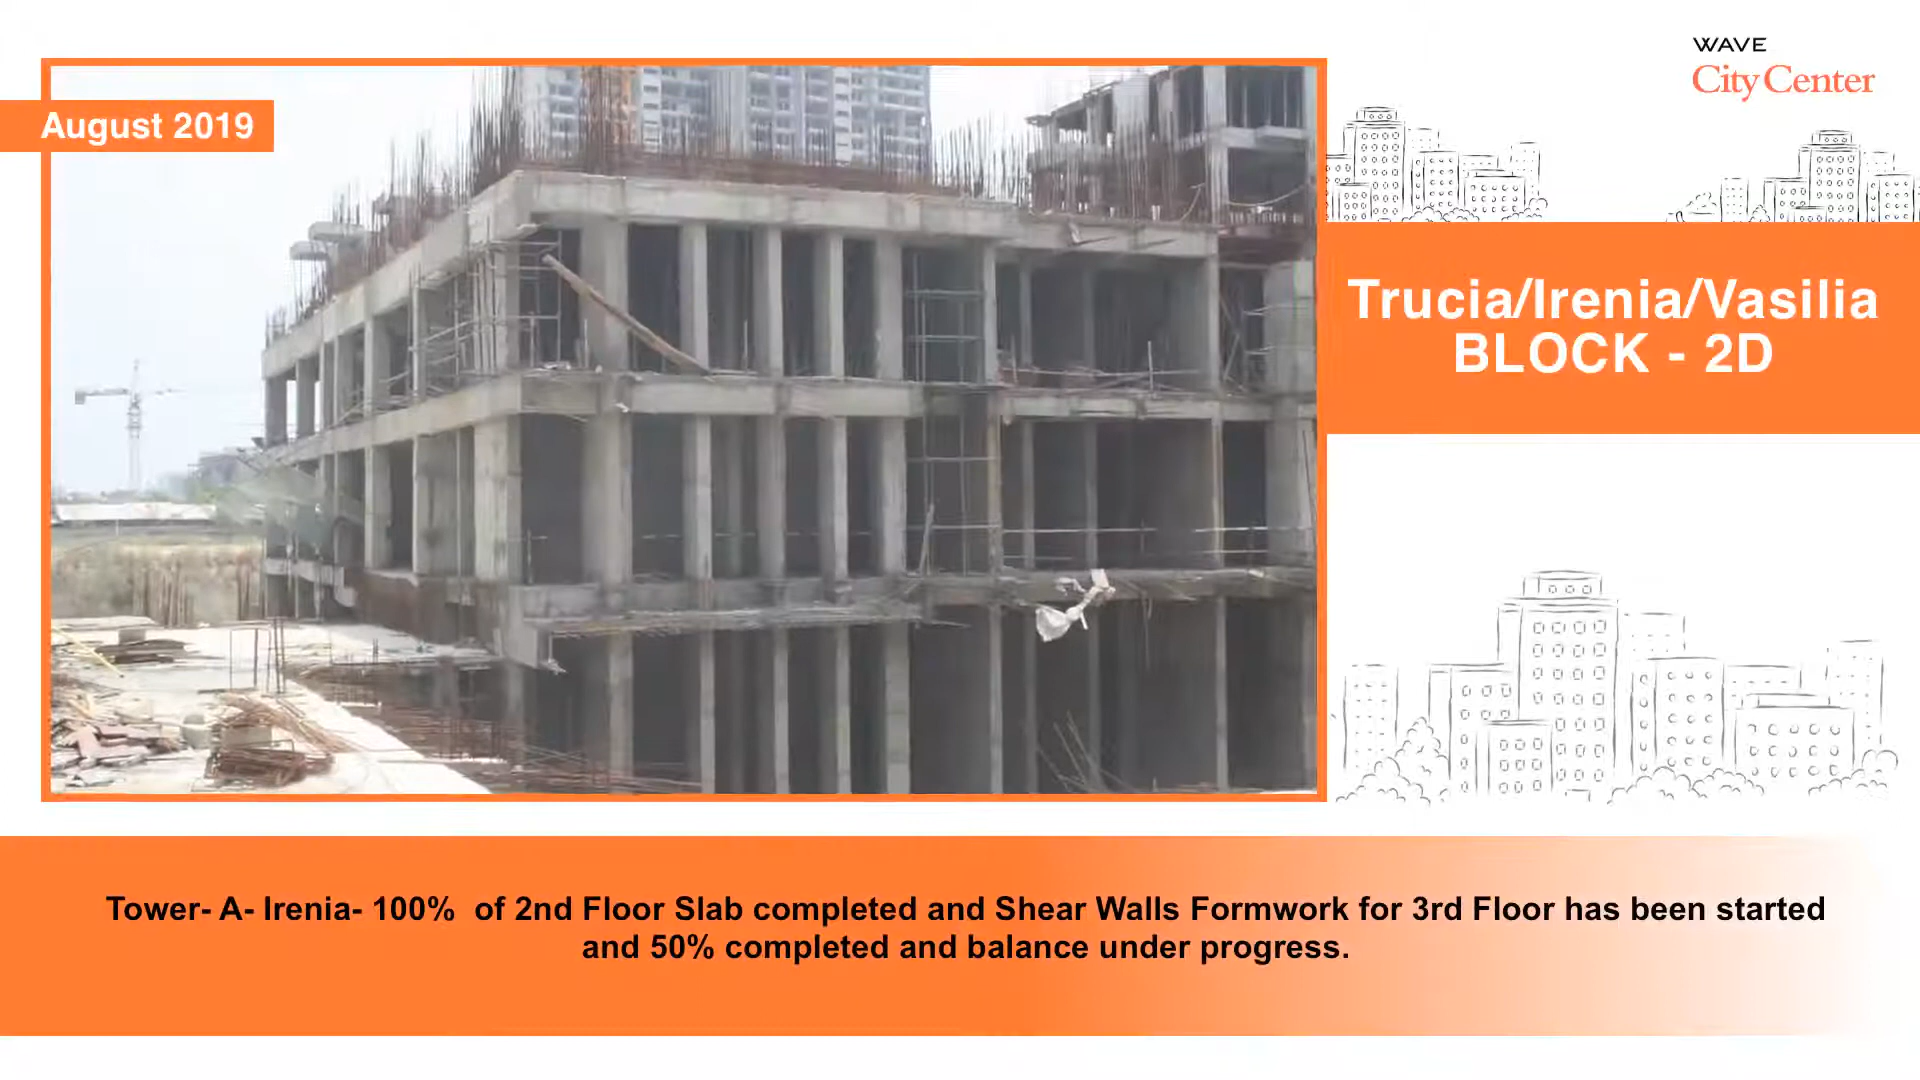 WAVE
City Center
August 2019
Trucia/Irenia/Vasilia
BLOCK - 2D
Tower- A- Irenia- 100%  of 2nd Floor Slab completed and Shear Walls Formwork for 3rd Floor has been started
and 50% completed and balance under progress.